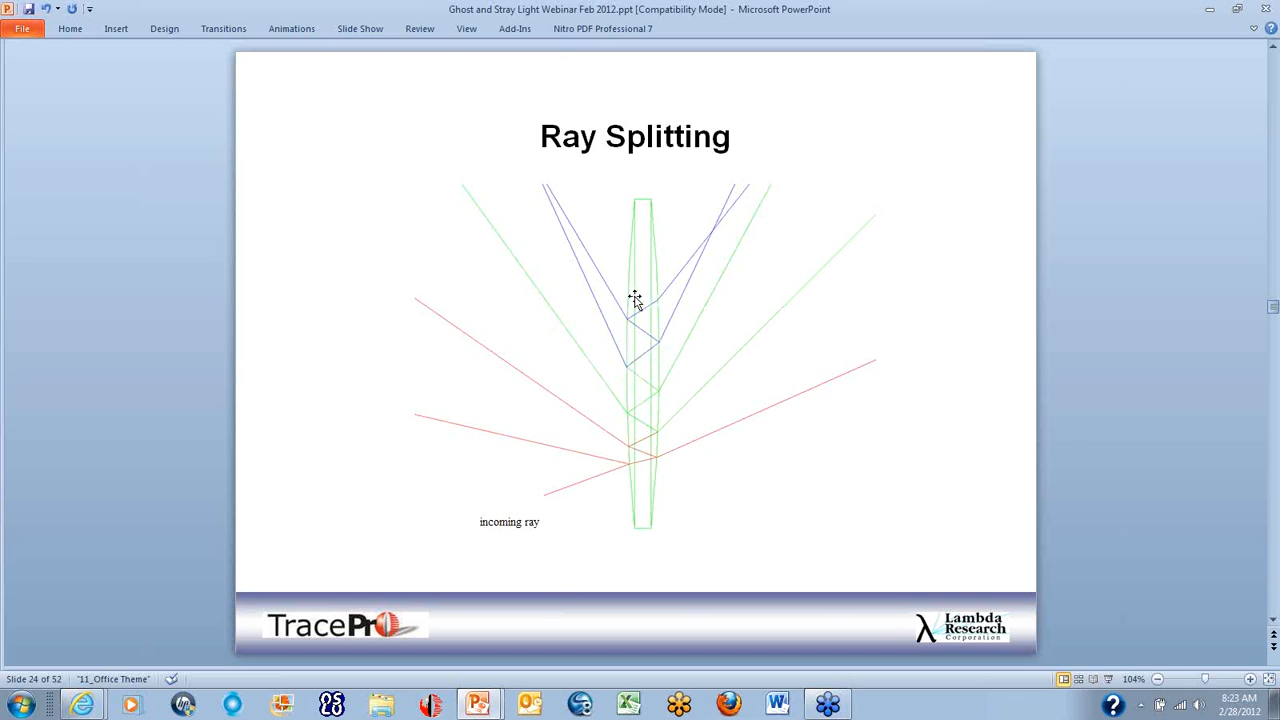 Ghost and Stray Light Webinar Feb 2012.ppt [Compatibility Mode] - Microsoft PowerPoint
File Home Insert Design Transitions Animations Slide Show Review View Add-Ins Nitro PDF Professional 7
Ray Splitting
incoming ray
TracePro
Lambda
Research
Corporation
Slide 24 of 52 "11_Office Theme" 104%
8:23 AM
2/28/2012